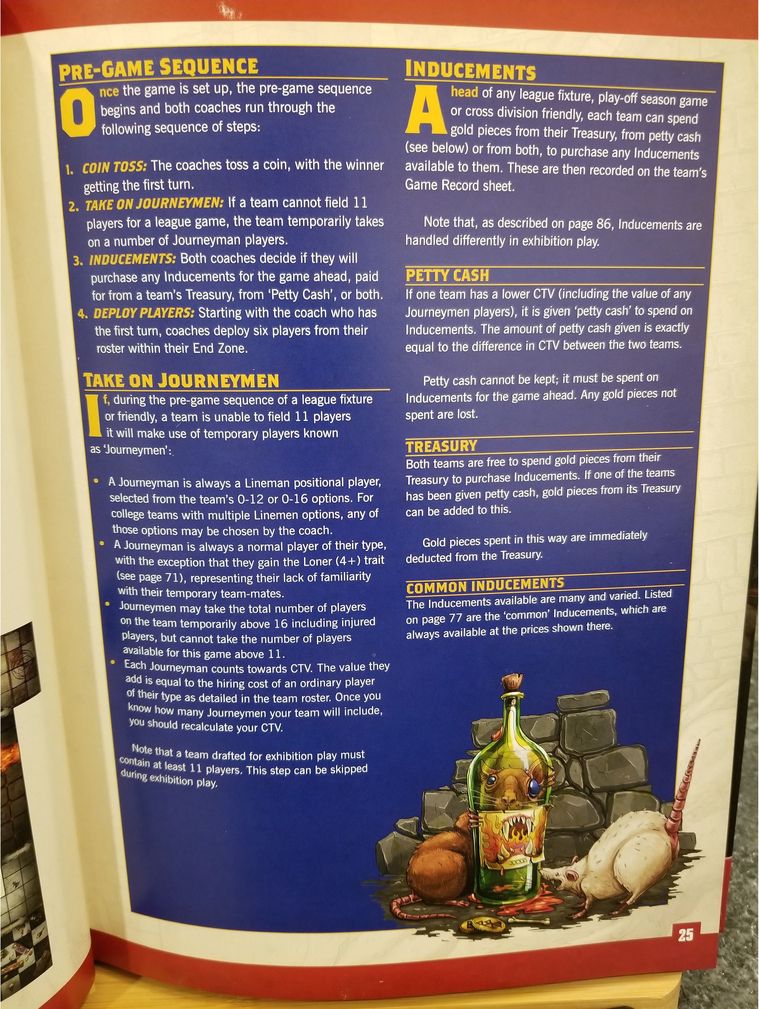 PRE-GAME SEQUENCE
Once the game is set up, the pre-game sequence
begins and both coaches run through the
following sequence of steps:
1. COIN TOSS: The coaches toss a coin, with the winner
getting the first turn.
2. TAKE ON JOURNEYMEN: If a team cannot field 11
players for a league game, the team temporarily takes
on a number of Journeyman players.
3. INDUCEMENTS: Both coaches decide if they will
purchase any Inducements for the game ahead, paid
for from a team's Treasury, from 'Petty Cash', or both.
4. DEPLOY PLAYERS: Starting with the coach who has
the first turn, coaches deploy six players from their
roster within their End Zone.
TAKE ON JOURNEYMEN
If, during the pre-game sequence of a league fixture
or friendly, a team is unable to field 11 players
it will make use of temporary players known
as 'Journeymen':
• A Journeyman is always a Lineman positional player,
selected from the team's 0-12 or 0-16 options. For
college teams with multiple Linemen options, any of
those options may be chosen by the coach.
• A Journeyman is always a normal player of their type,
with the exception that they gain the Loner (4+) trait
(see page 71), representing their lack of familiarity
with their temporary team-mates.
• Journeymen may take the total number of players
on the team temporarily above 16 including injured
players, but cannot take the number of players
available for this game above 11.
• Each Journeyman counts towards CTV. The value they
add is equal to the hiring cost of an ordinary player
of their type as detailed in the team roster. Once you
know how many Journeymen your team will include,
you should recalculate your CTV.
Note that a team drafted for exhibition play must
contain at least 11 players. This step can be skipped
during exhibition play.
INDUCEMENTS
Ahead of any league fixture, play-off season game
or cross division friendly, each team can spend
gold pieces from their Treasury, from petty cash
(see below) or from both, to purchase any Inducements
available to them. These are then recorded on the team's
Game Record sheet.
Note that, as described on page 86, Inducements are
handled differently in exhibition play.
PETTY CASH
If one team has a lower CTV (including the value of any
Journeymen players), it is given 'petty cash' to spend on
Inducements. The amount of petty cash given is exactly
equal to the difference in CTV between the two teams.
Petty cash cannot be kept; it must be spent on
Inducements for the game ahead. Any gold pieces not
spent are lost.
TREASURY
Both teams are free to spend gold pieces from their
Treasury to purchase Inducements. If one of the teams
has been given petty cash, gold pieces from its Treasury
can be added to this.
Gold pieces spent in this way are immediately
deducted from the Treasury.
COMMON INDUCEMENTS
The Inducements available are many and varied. Listed
on page 77 are the 'common' Inducements, which are
always available at the prices shown there.
25